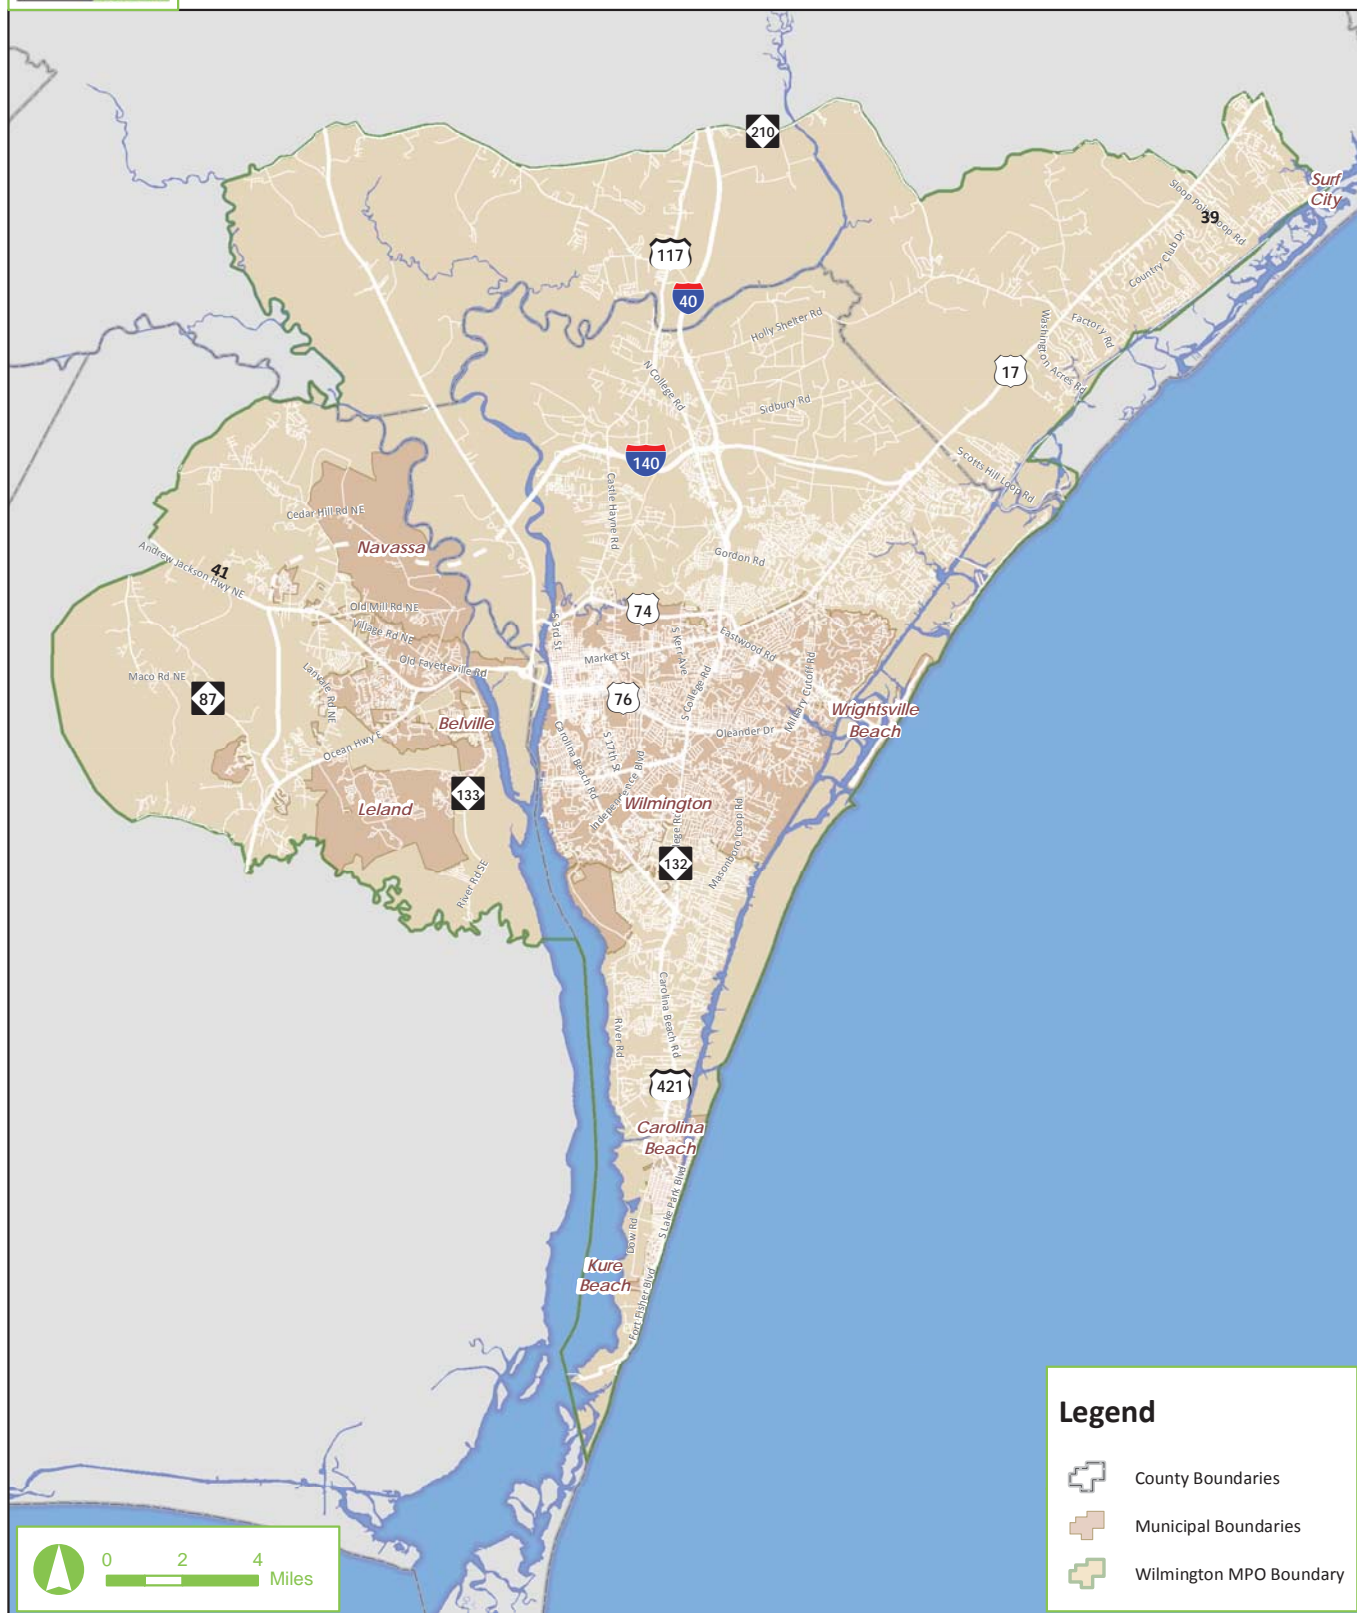 210
Surf
City
Sloop Point Loop Rd
39
117
Country Club Dr
40
Holly Shelter Rd
Factory Rd
Washington Acres Rd
17
N College Rd
Sidbury Rd
140
Scotts Hill Loop Rd
Castle Hayne Rd
Cedar Hill Rd NE
Navassa
Andrew Jackson Hwy NE
41
Gordon Rd
Old Mill Rd NE
74
Village Rd NE
S 3rd St
S Kerr Ave
Eastwood Rd
Market St
Old Fayetteville Rd
Maco Rd NE
Lanvale Rd NE
87
76
S College Rd
Military Cutoff Rd
Wrightsville
Beach
Belville
Oleander Dr
Ocean Hwy E
Carolina Beach Rd
S 17th St
Independence Blvd
133
Leland
Wilmington
Masonboro Loop Rd
132
River Rd SE
Carolina Beach Rd
River Rd
421
Carolina
Beach
S Lake Park Blvd
Dow Rd
Kure
Beach
Fort Fisher Blvd
Legend
County Boundaries
Municipal Boundaries
Wilmington MPO Boundary
0 2 4
Miles